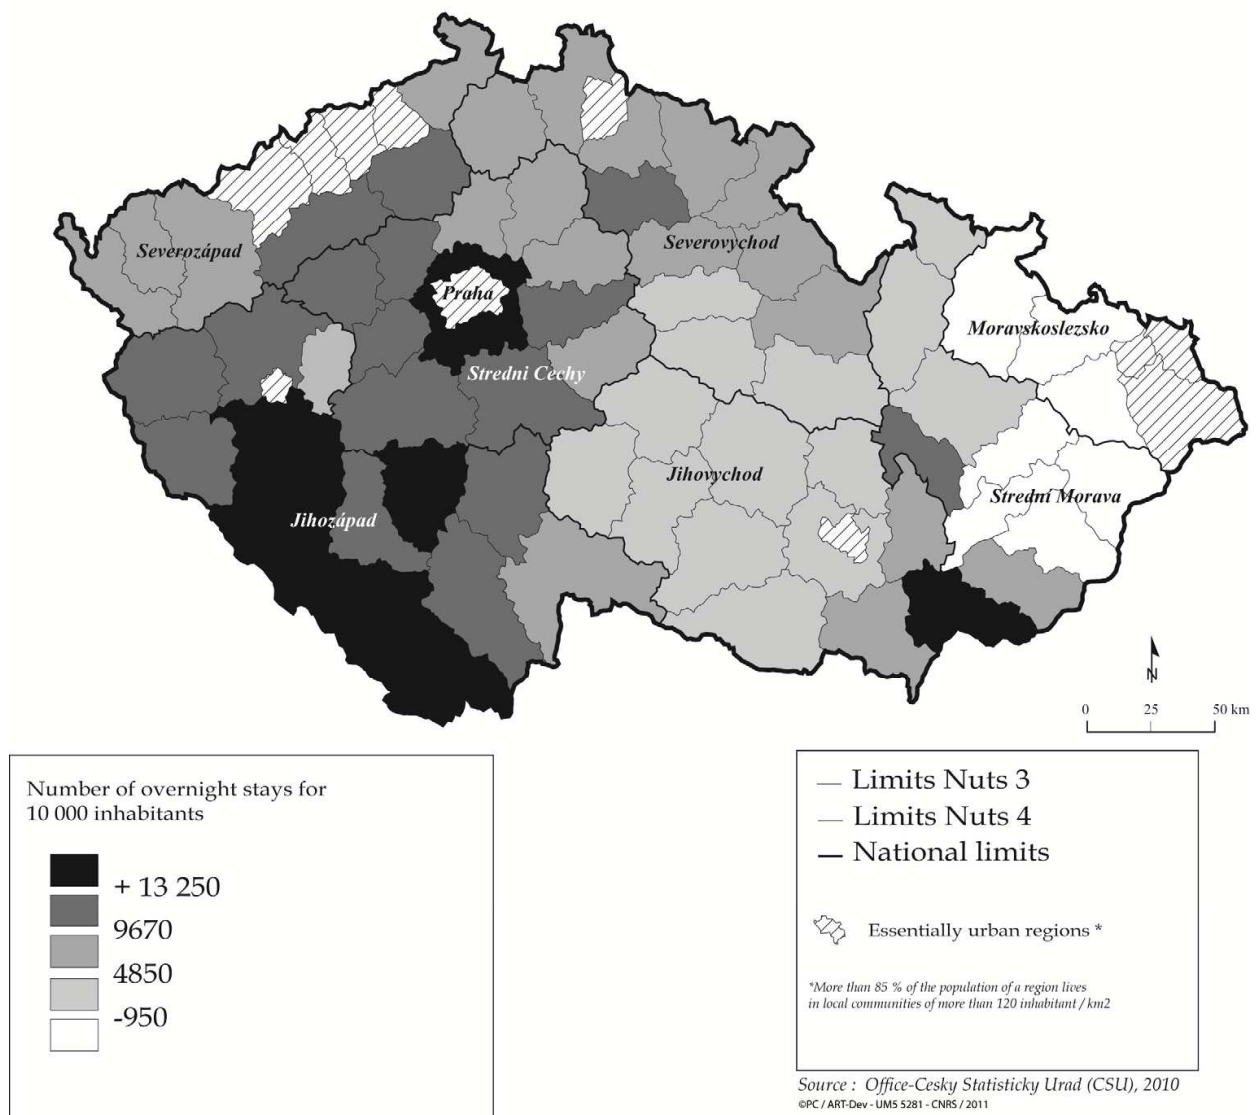 Severozápad
Severovychod
Praha
Moravskoslezsko
Stredni Cechy
Jihovychod
Strední Morava
Jihozápad
N
0 25 50 km
Number of overnight stays for
10 000 inhabitants
+ 13 250
9670
4850
-950
Limits Nuts 3
Limits Nuts 4
National limits
Essentially urban regions *
*More than 85 % of the population of a region lives
in local communities of more than 120 inhabitant / km2
Source : Office-Cesky Statisticky Urad (CSU), 2010
©PC / ART-Dev - UM5 5281 - CNRS / 2011